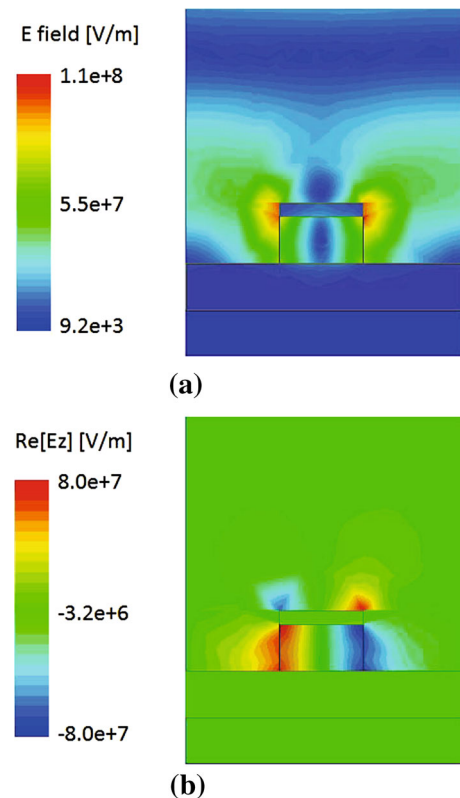 E field [V/m]
1.1e+8
5.5e+7
9.2e+3
(a)
Re[Ez] [V/m]
8.0e+7
-3.2e+6
-8.0e+7
(b)